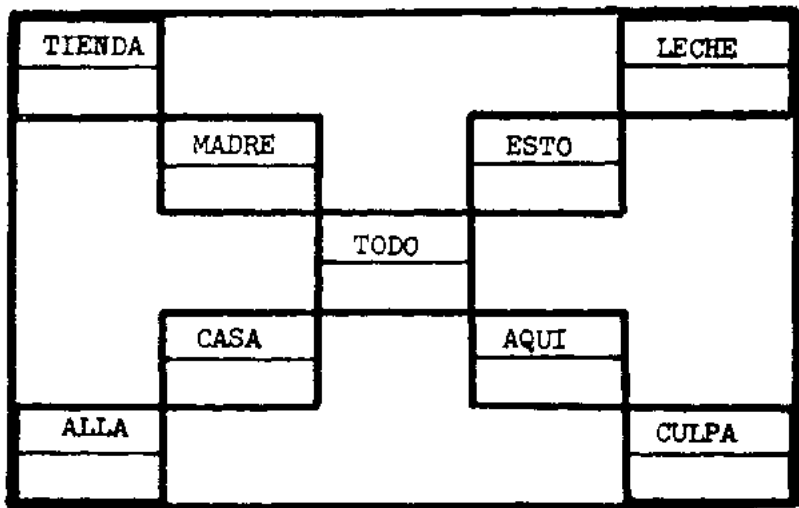 TIENDA LECHE
MADRE ESTO
TODO
CASA AQUI
ALLA CULPA